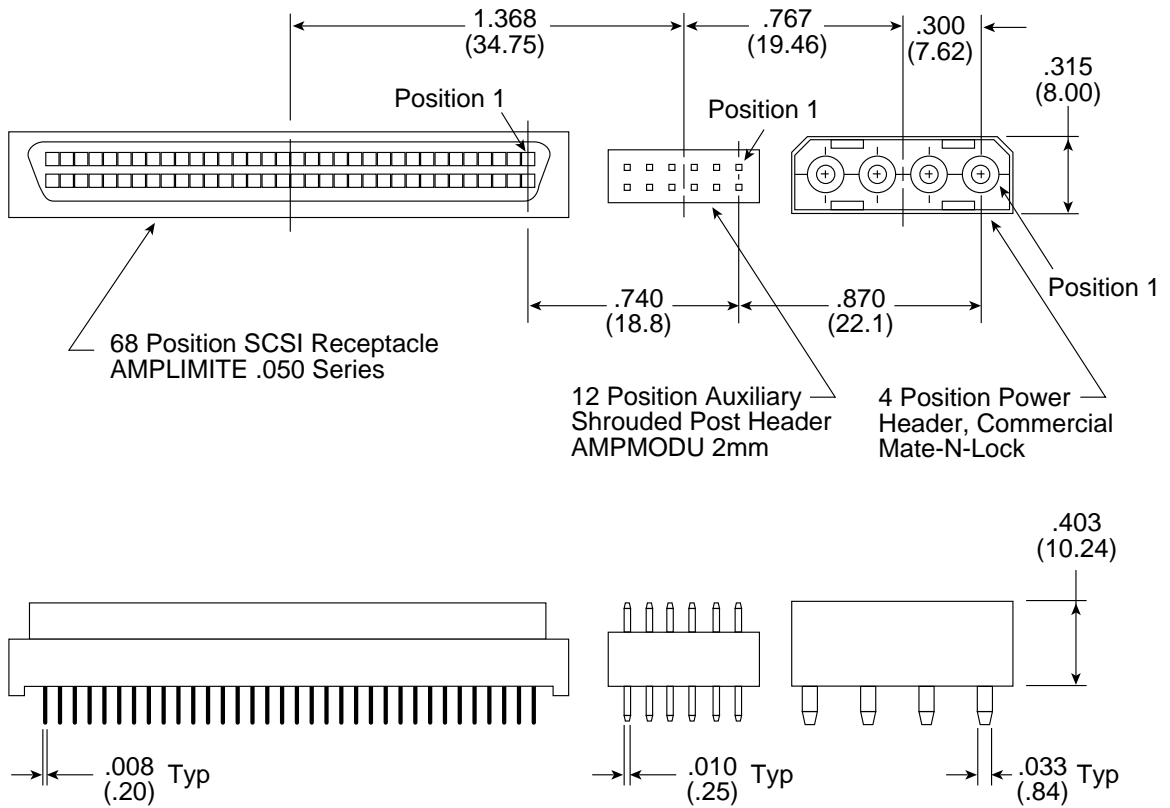 1.368
(34.75)
.767
(19.46)
.300
(7.62)
.315
(8.00)
Position 1
Position 1
Position 1
.740
(18.8)
.870
(22.1)
68 Position SCSI Receptacle
AMPLIMITE .050 Series
12 Position Auxiliary
Shrouded Post Header
AMPMODU 2mm
4 Position Power
Header, Commercial
Mate-N-Lock
.403
(10.24)
.008
(.20)
Typ
.010
(.25)
Typ
.033
(.84)
Typ